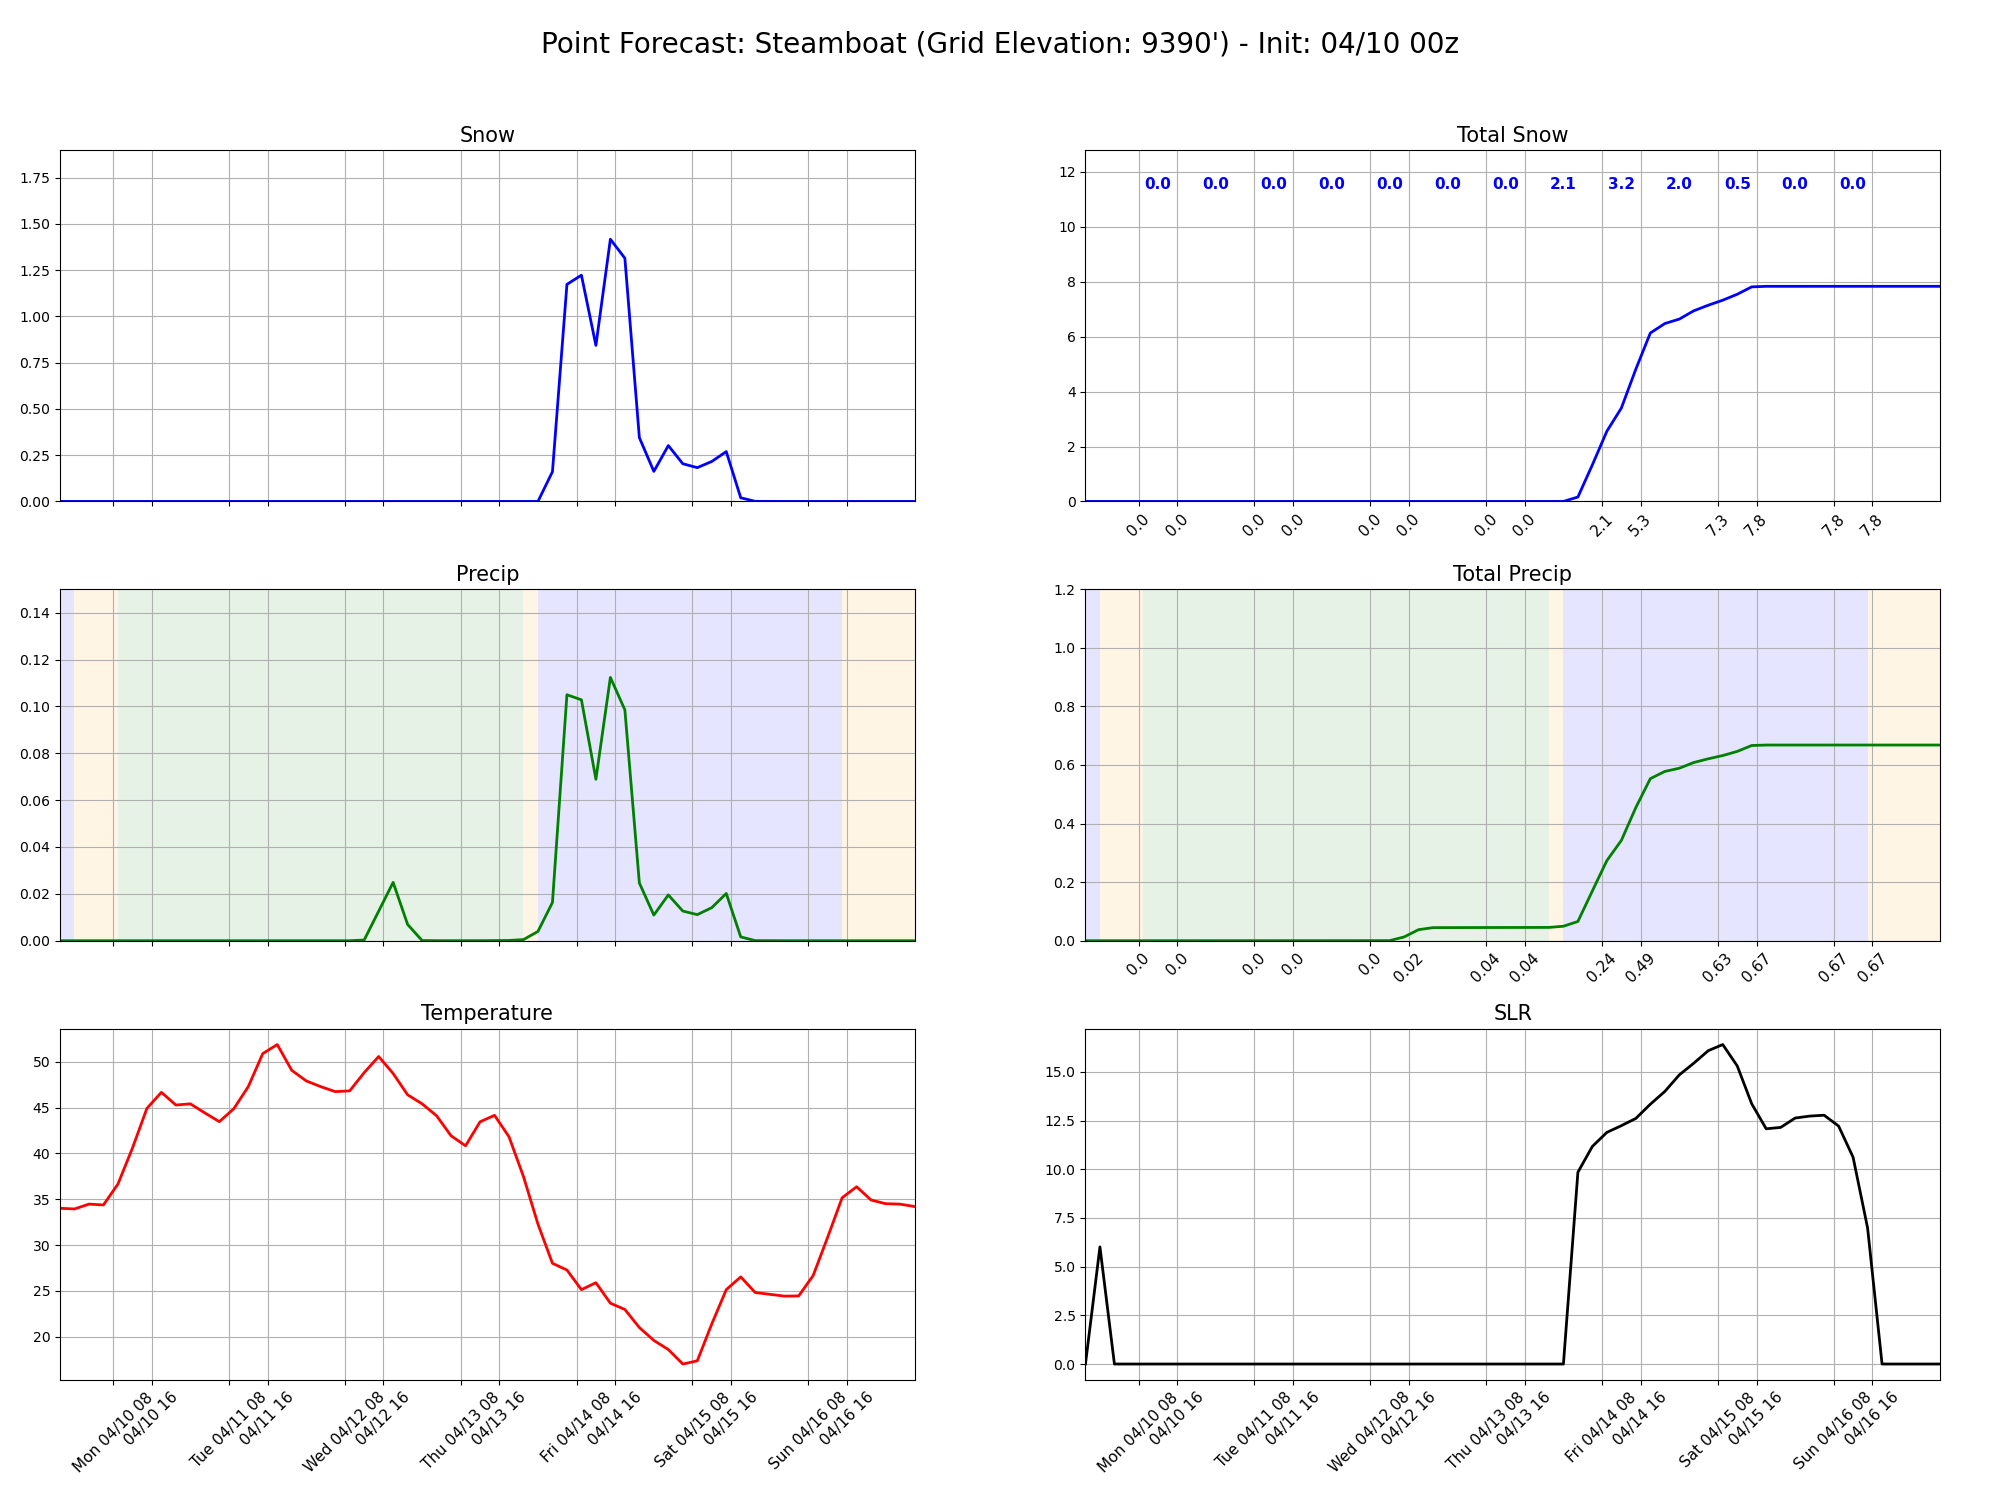 Point Forecast: Steamboat (Grid Elevation: 9390') - Init: 04/10 00z
Snow
1.75
1.50
1.25
1.00
0.75
0.50
0.25
0.00
Total Snow
12
10
8
6
4
2
0
0.0 0.0 0.0 0.0 0.0 0.0 0.0 2.1 3.2 2.0 0.5 0.0 0.0
0.0 0.0 0.0 0.0 0.0 0.0 0.0 0.0 2.1 5.3 7.3 7.8 7.8 7.8
Precip
0.14
0.12
0.10
0.08
0.06
0.04
0.02
0.00
Total Precip
1.2
1.0
0.8
0.6
0.4
0.2
0.0
0.0 0.0 0.0 0.0 0.0 0.02 0.04 0.04 0.24 0.49 0.63 0.67 0.67 0.67
Temperature
50
45
40
35
30
25
20
Mon 04/10 08
04/10 16
Tue 04/11 08
04/11 16
Wed 04/12 08
04/12 16
Thu 04/13 08
04/13 16
Fri 04/14 08
04/14 16
Sat 04/15 08
04/15 16
Sun 04/16 08
04/16 16
SLR
15.0
12.5
10.0
7.5
5.0
2.5
0.0
Mon 04/10 08
04/10 16
Tue 04/11 08
04/11 16
Wed 04/12 08
04/12 16
Thu 04/13 08
04/13 16
Fri 04/14 08
04/14 16
Sat 04/15 08
04/15 16
Sun 04/16 08
04/16 16